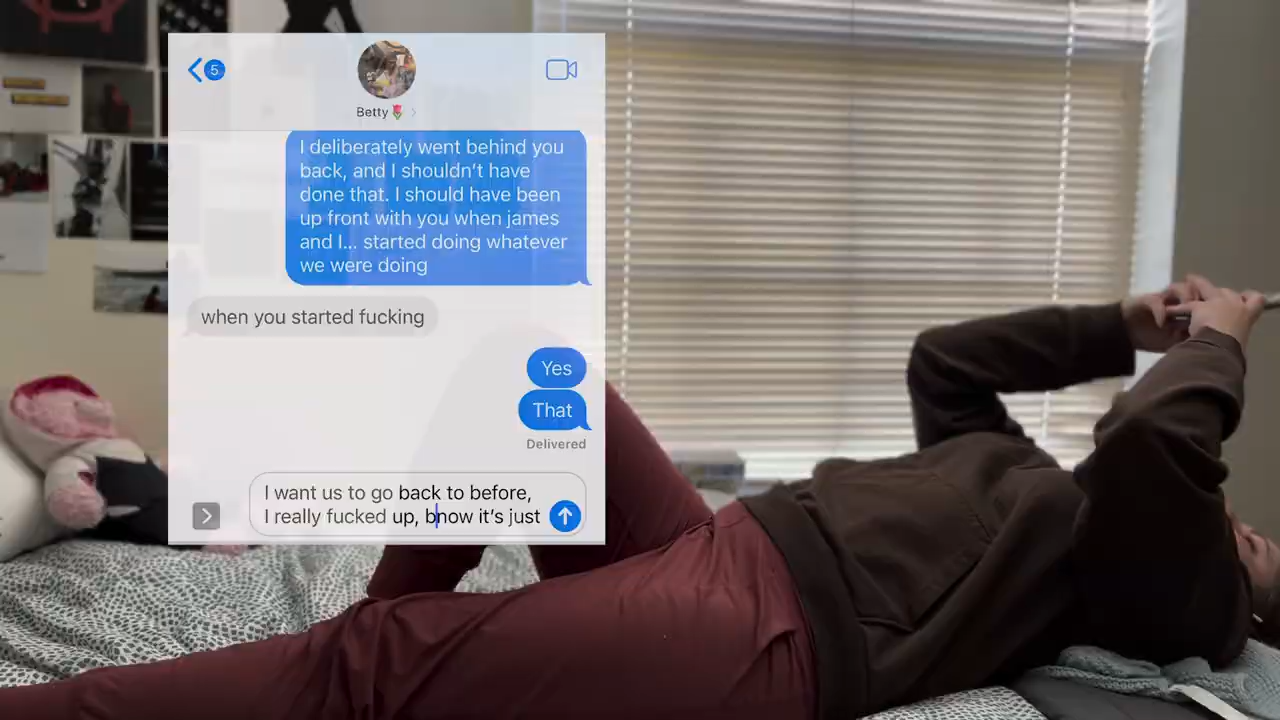 5
Betty🌹
I deliberately went behind you
back, and I shouldn't have
done that. I should have been
up front with you when james
and I... started doing whatever
we were doing
when you started fucking
Yes
That
Delivered
I want us to go back to before,
I really fucked up, bnow it's just